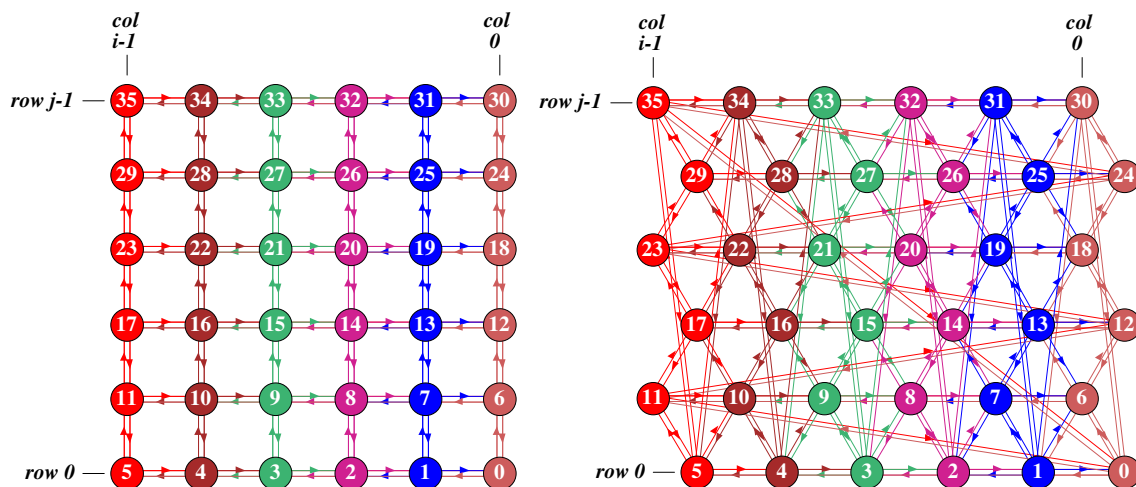 col
i-1
col
0
row j-1
35 34 33 32 31 30
29 28 27 26 25 24
23 22 21 20 19 18
17 16 15 14 13 12
11 10 9 8 7 6
row 0
5 4 3 2 1 0
col
i-1
col
0
row j-1
35 34 33 32 31 30
29 28 27 26 25 24
23 22 21 20 19 18
17 16 15 14 13 12
11 10 9 8 7 6
row 0
5 4 3 2 1 0